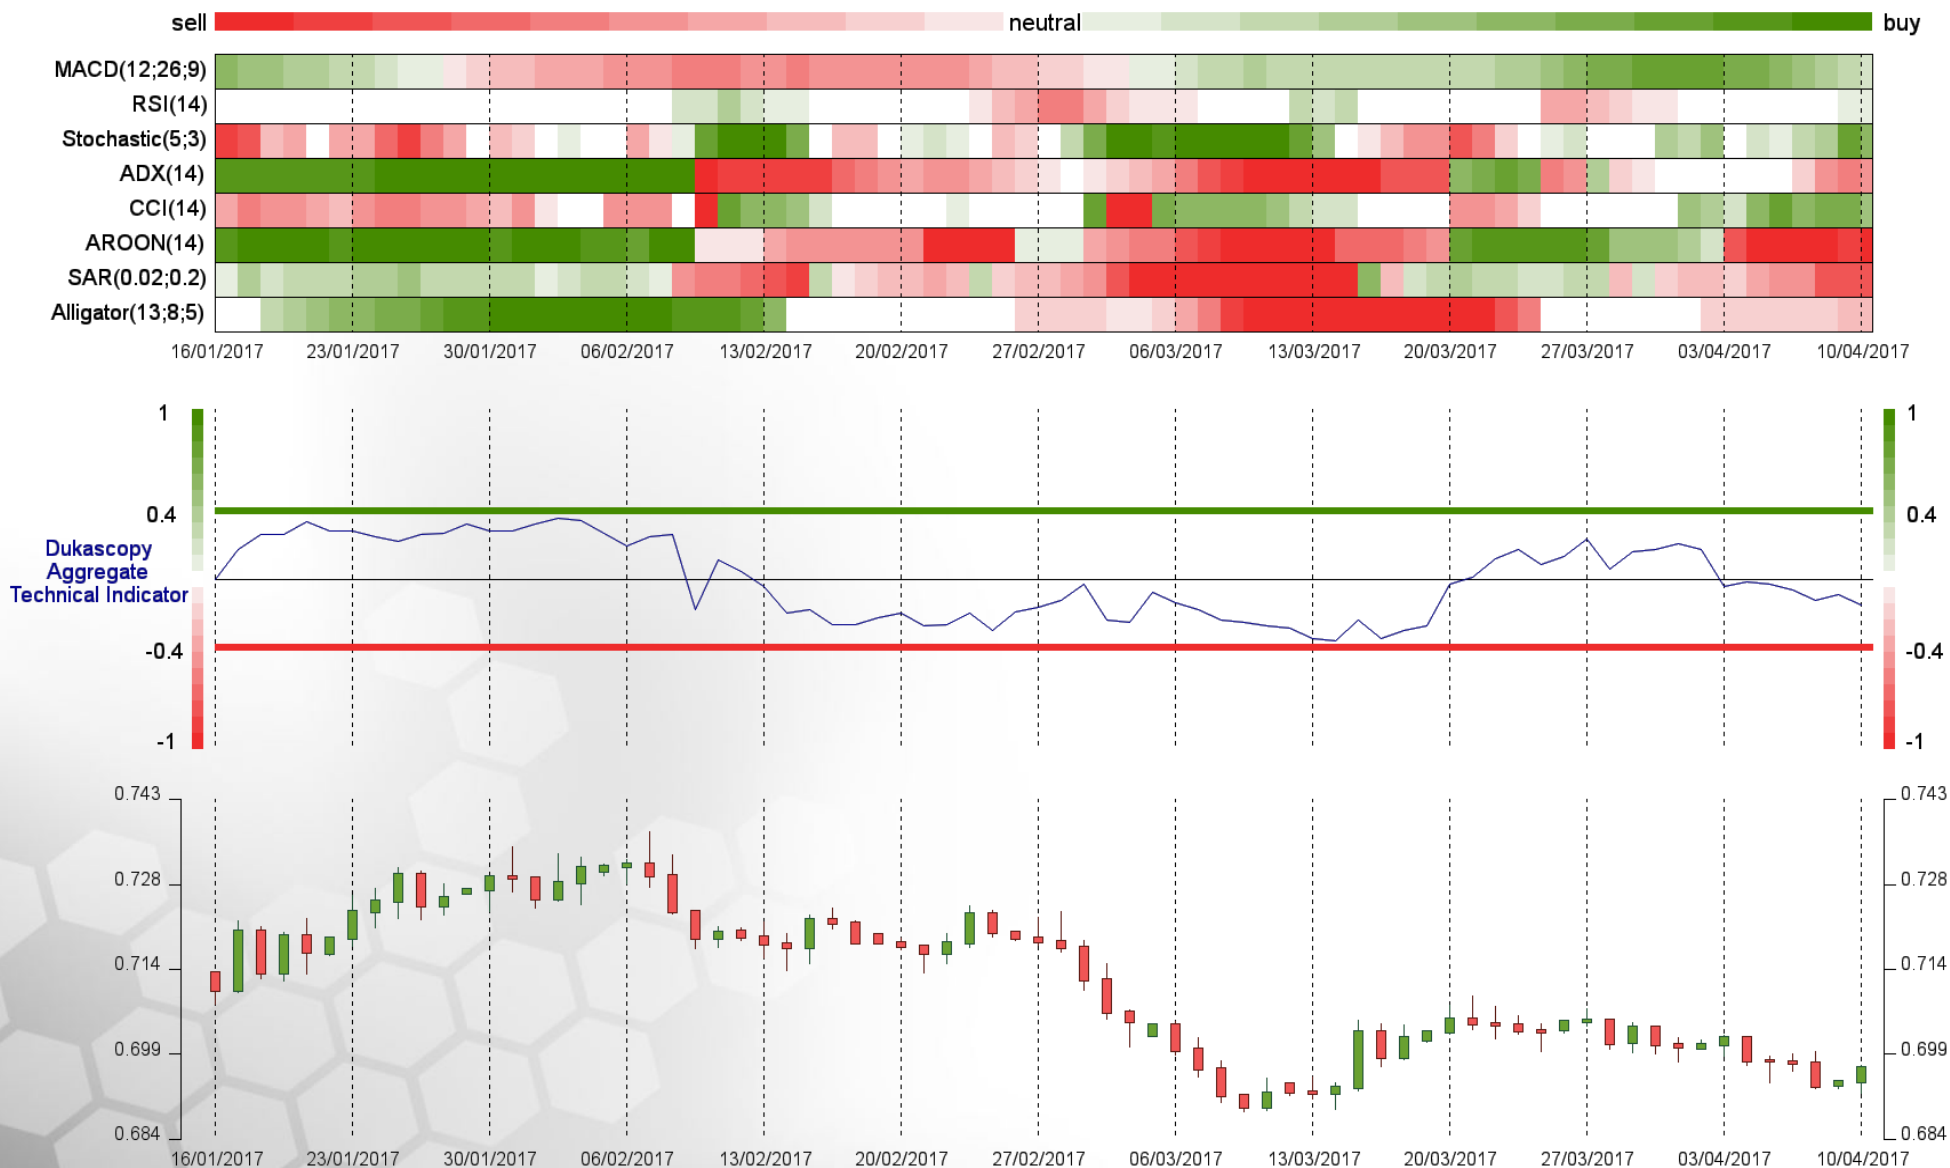 sell neutral buy
MACD(12;26;9)
RSI(14)
Stochastic(5;3)
ADX(14)
CCI(14)
AROON(14)
SAR(0.02;0.2)
Alligator(13;8;5)
16/01/2017 23/01/2017 30/01/2017 06/02/2017 13/02/2017 20/02/2017 27/02/2017 06/03/2017 13/03/2017 20/03/2017 27/03/2017 03/04/2017 10/04/2017
1 1
0.4 0.4
Dukascopy
Aggregate
Technical Indicator
-0.4 -0.4
-1 -1
0.743 0.743
0.728 0.728
0.714 0.714
0.699 0.699
0.684 0.684
16/01/2017 23/01/2017 30/01/2017 06/02/2017 13/02/2017 20/02/2017 27/02/2017 06/03/2017 13/03/2017 20/03/2017 27/03/2017 03/04/2017 10/04/2017